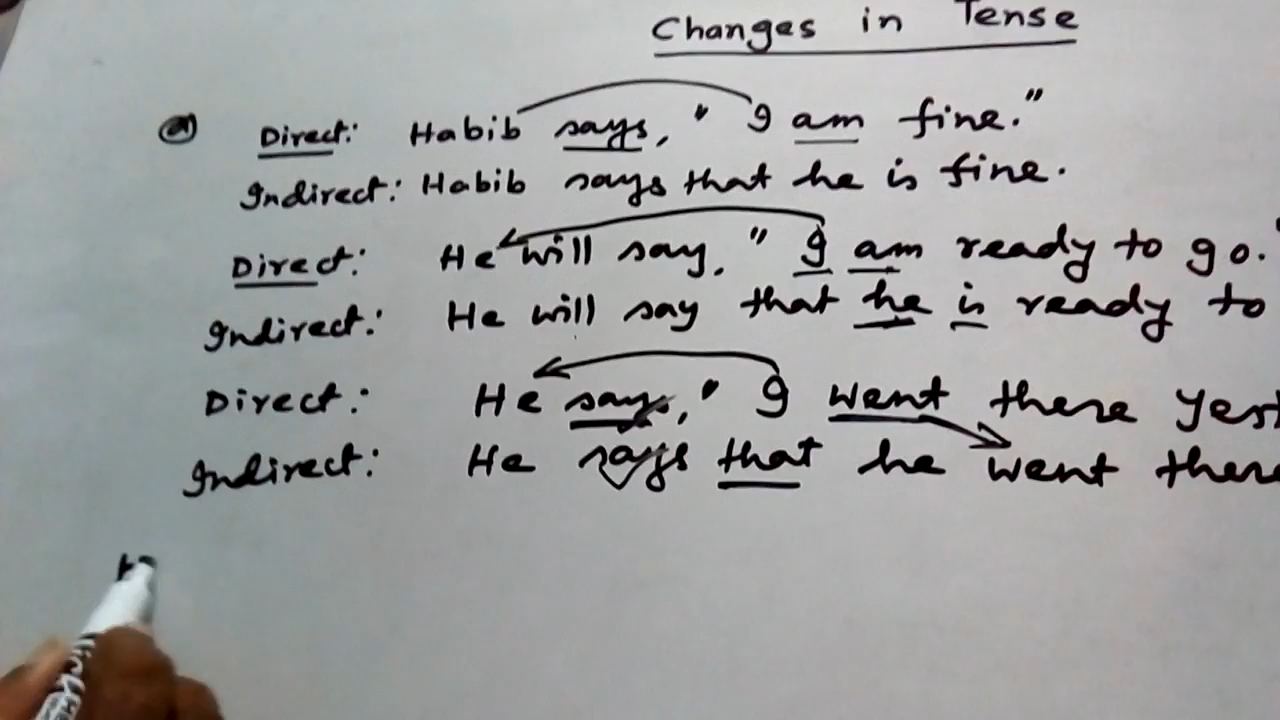 Changes in Tense
a) Direct: Habib says, "I am fine."
Indirect: Habib says that he is fine.
Direct: He will say, "I am ready to go."
Indirect: He will say that he is ready to
Direct: He says, " I went there
Indirect: He says that he went